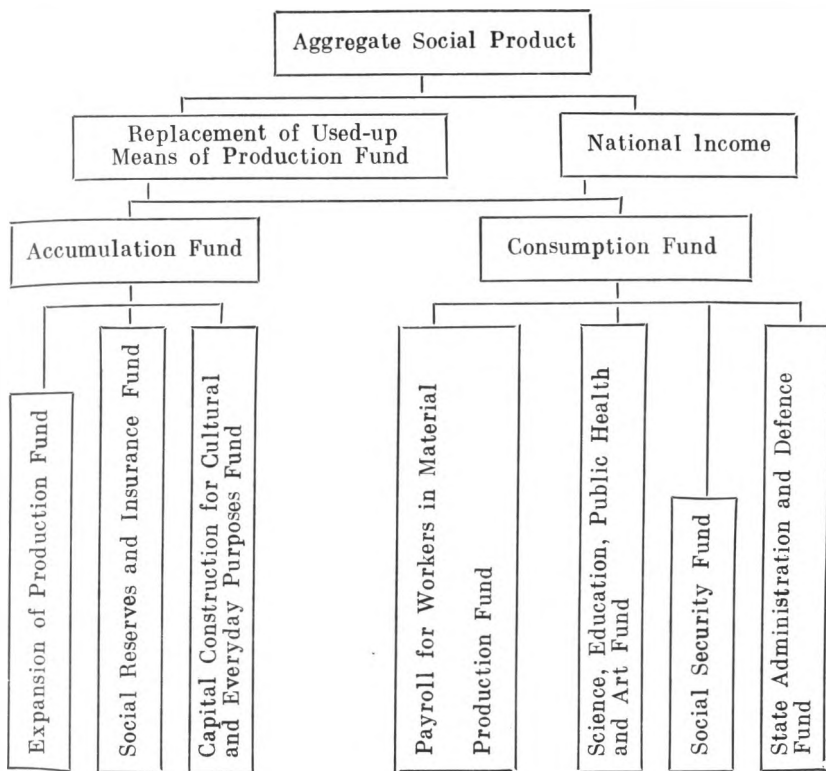 Aggregate Social Product
Replacement of Used-up
Means of Production Fund
National Income
Accumulation Fund
Consumption Fund
Expansion of Production Fund
Social Reserves and Insurance Fund
Capital Construction for Cultural
and Everyday Purposes Fund
Payroll for Workers in Material
Production Fund
Science, Education, Public Health
and Art Fund
Social Security Fund
State Administration and Defence
Fund